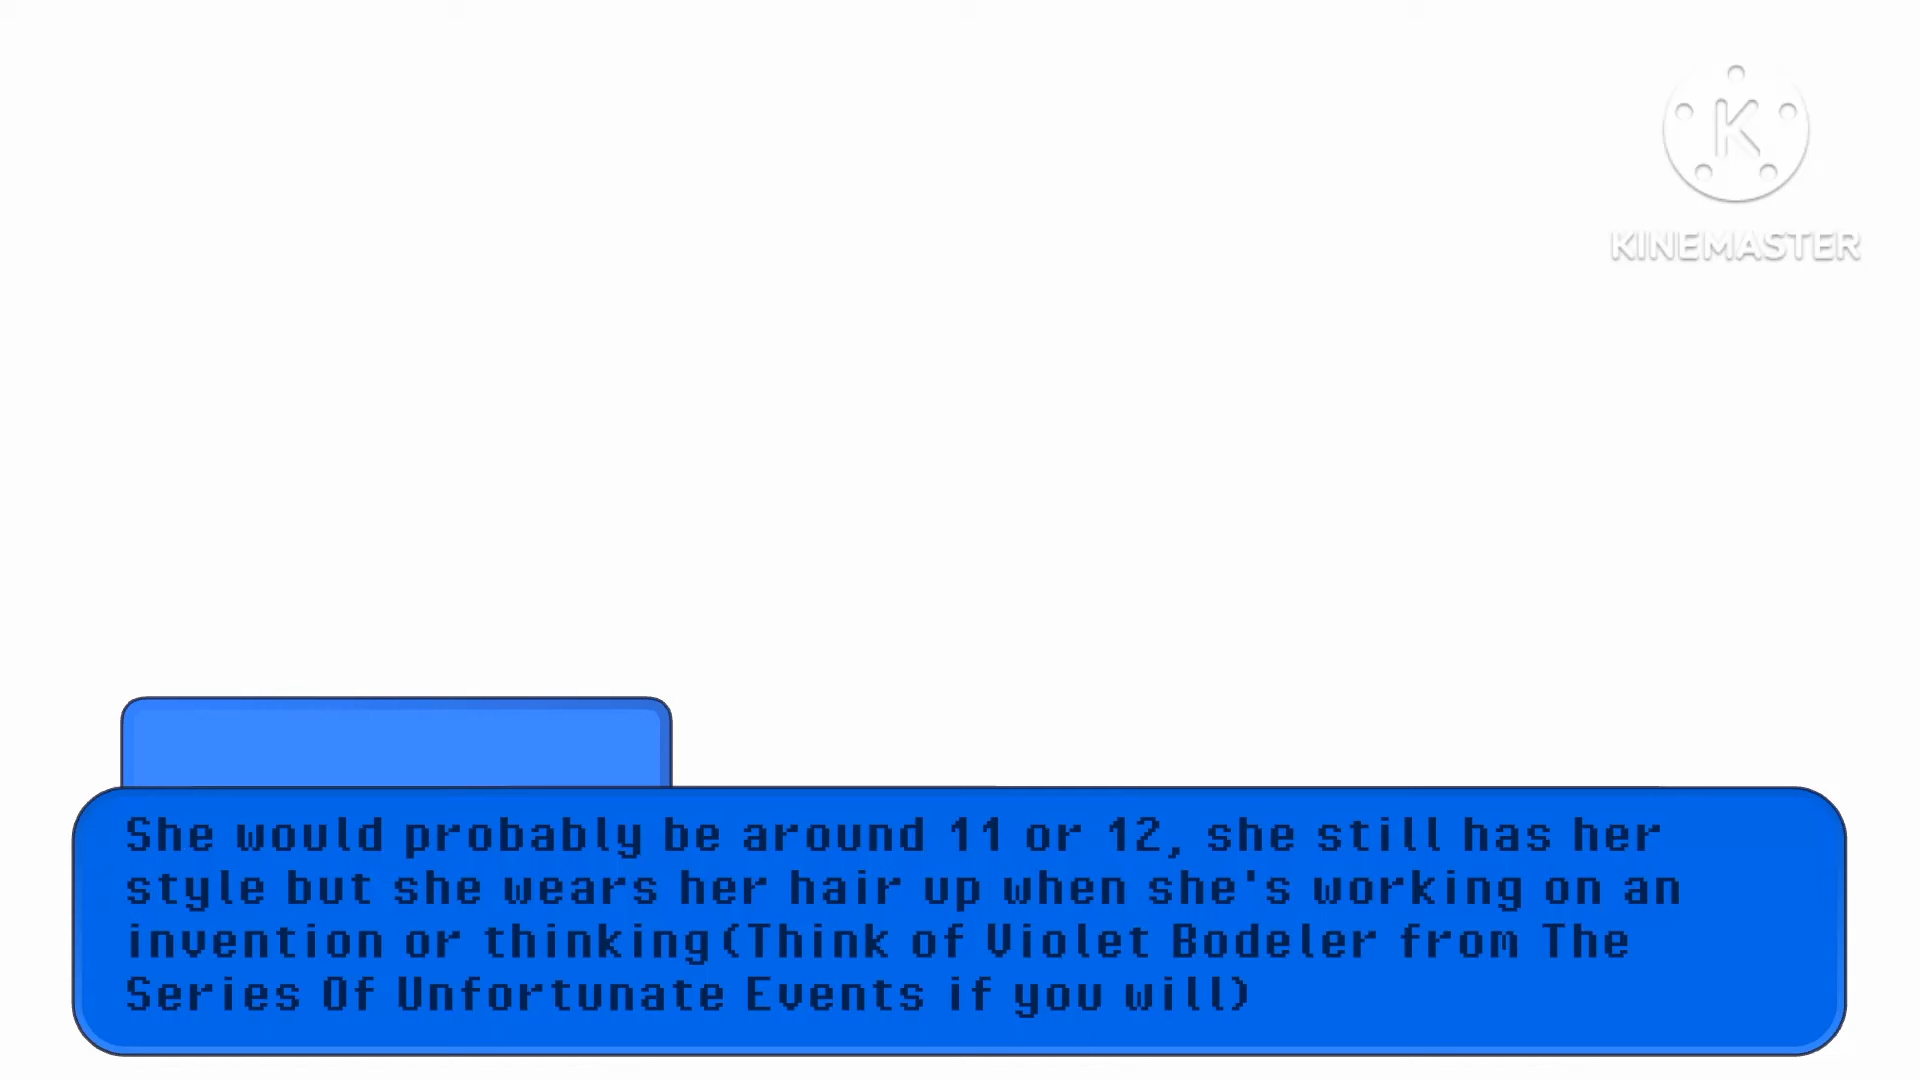 K
KINEMASTER
She would probably be around 11 or 12, she still has her
style but she wears her hair up when she's working on an
invention or thinking(Think of Violet Bodeler from The
Series Of Unfortunate Events if you will)